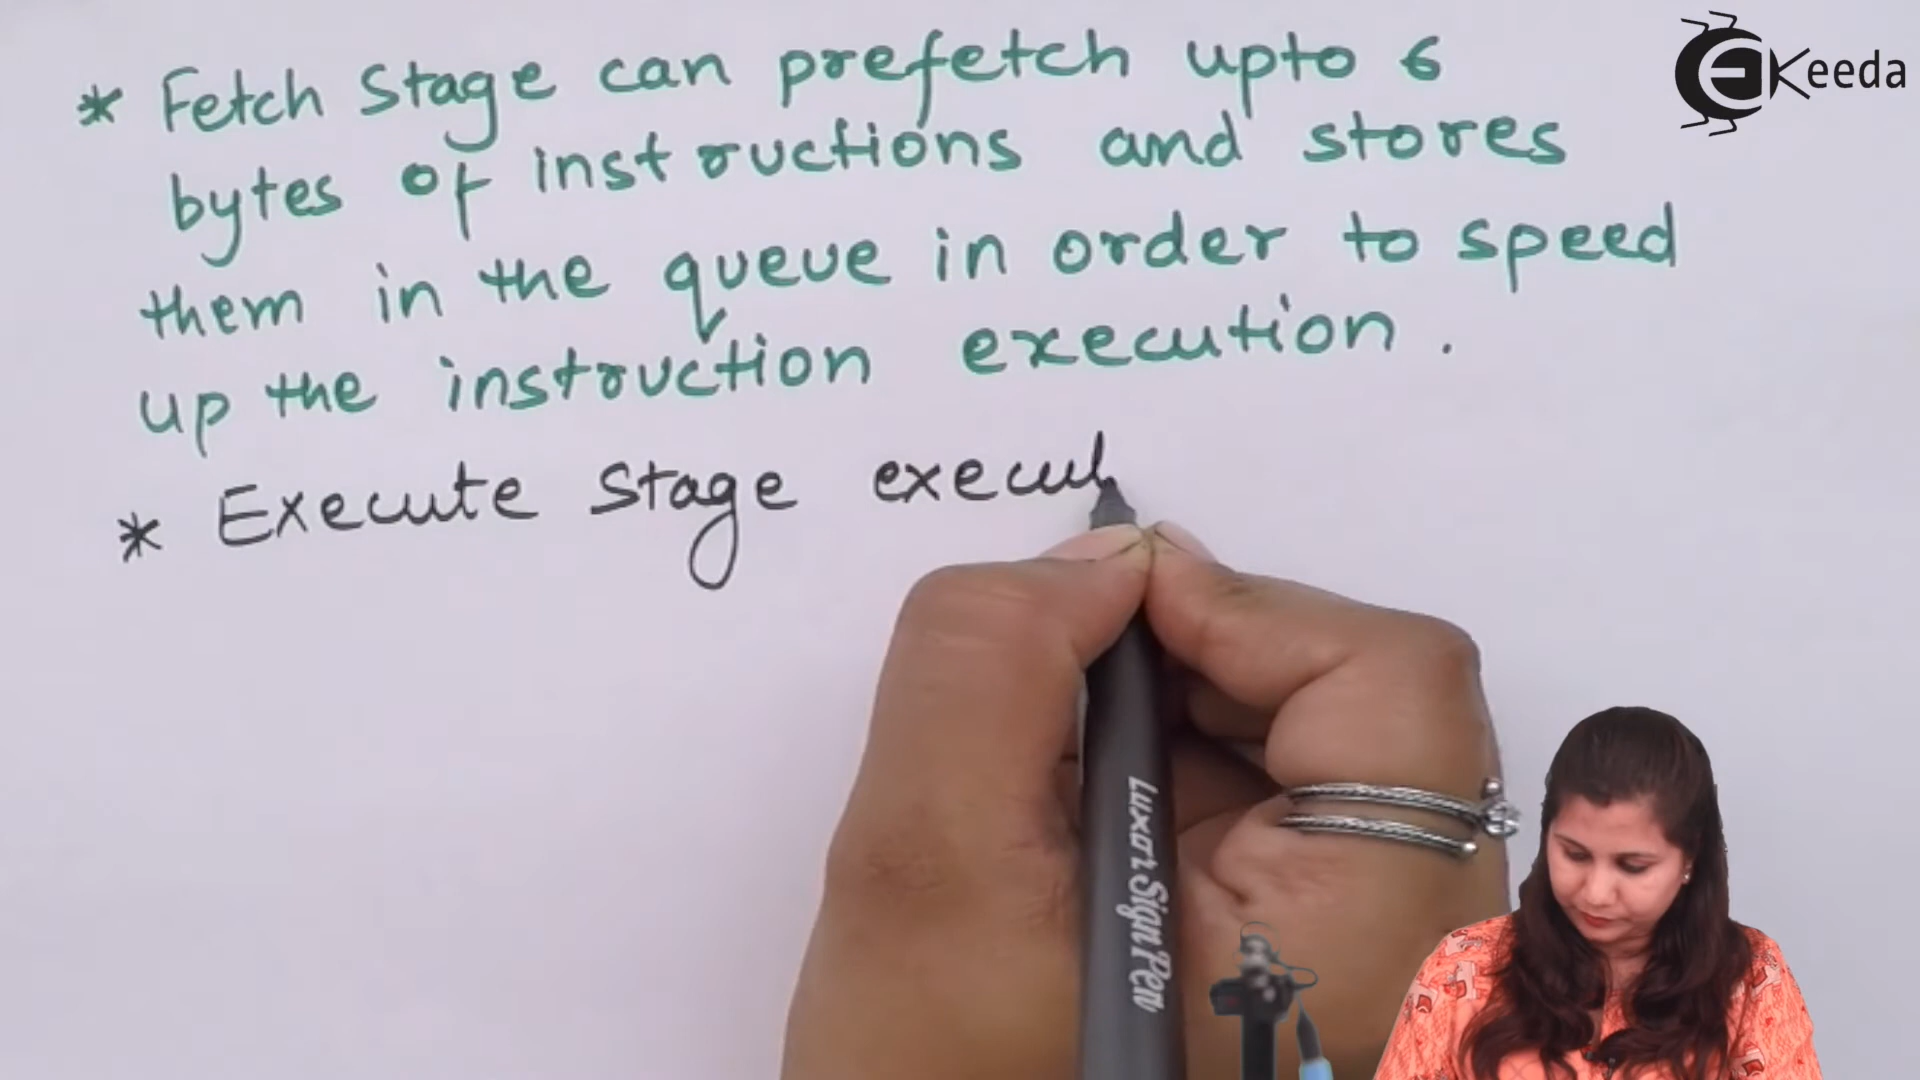 * Fetch stage can prefetch upto 6
bytes of instructions and stores
them in the queue in order to speed
up the instruction execution.
* Execute stage execut
Keeda
Luxor Sign Pen